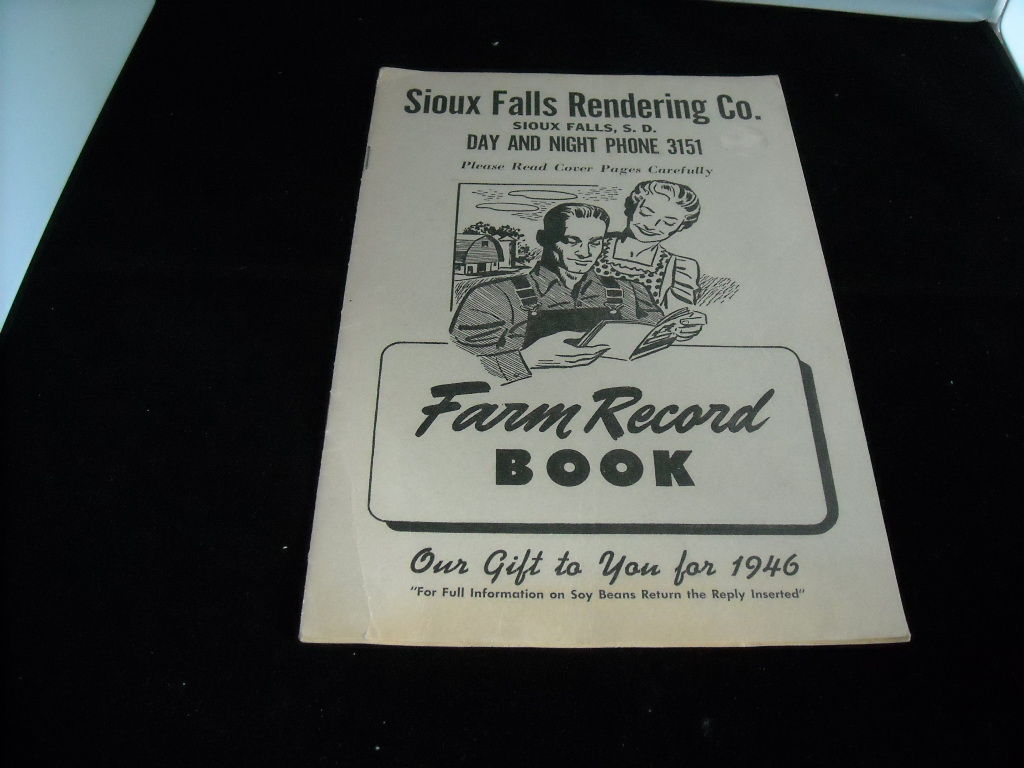 Sioux Falls Rendering Co.
SIOUX FALLS, S. D.
DAY AND NIGHT PHONE 3151
Please Read Cover Pages Carefully
Farm Record
BOOK
Our Gift to You for 1946
"For Full Information on Soy Beans Return the Reply Inserted"